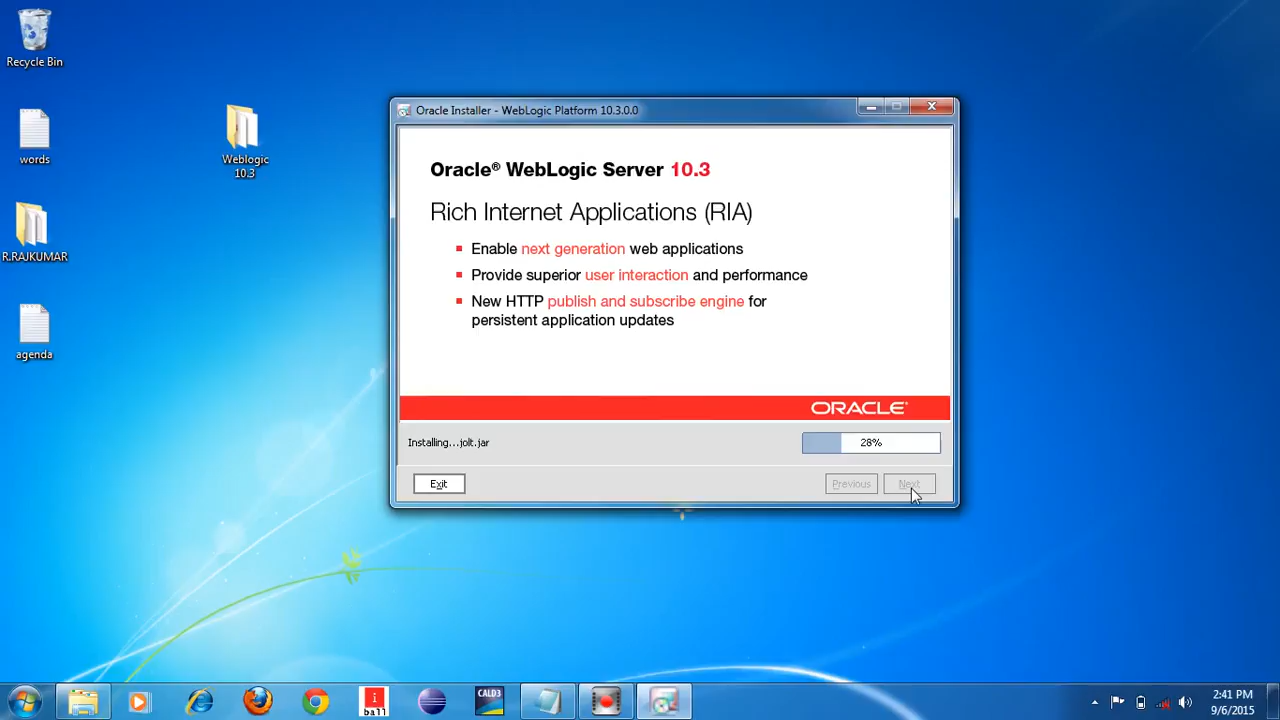 Recycle Bin
words
Weblogic
10.3
R.RAJKUMAR
agenda
Oracle Installer - WebLogic Platform 10.3.0.0
Oracle® WebLogic Server 10.3
Rich Internet Applications (RIA)
Enable next generation web applications
Provide superior user interaction and performance
New HTTP publish and subscribe engine for
persistent application updates
ORACLE®
Installing...jolt.jar
28%
Exit
Previous
Next
i
ball
CALD3
2:41 PM
9/6/2015